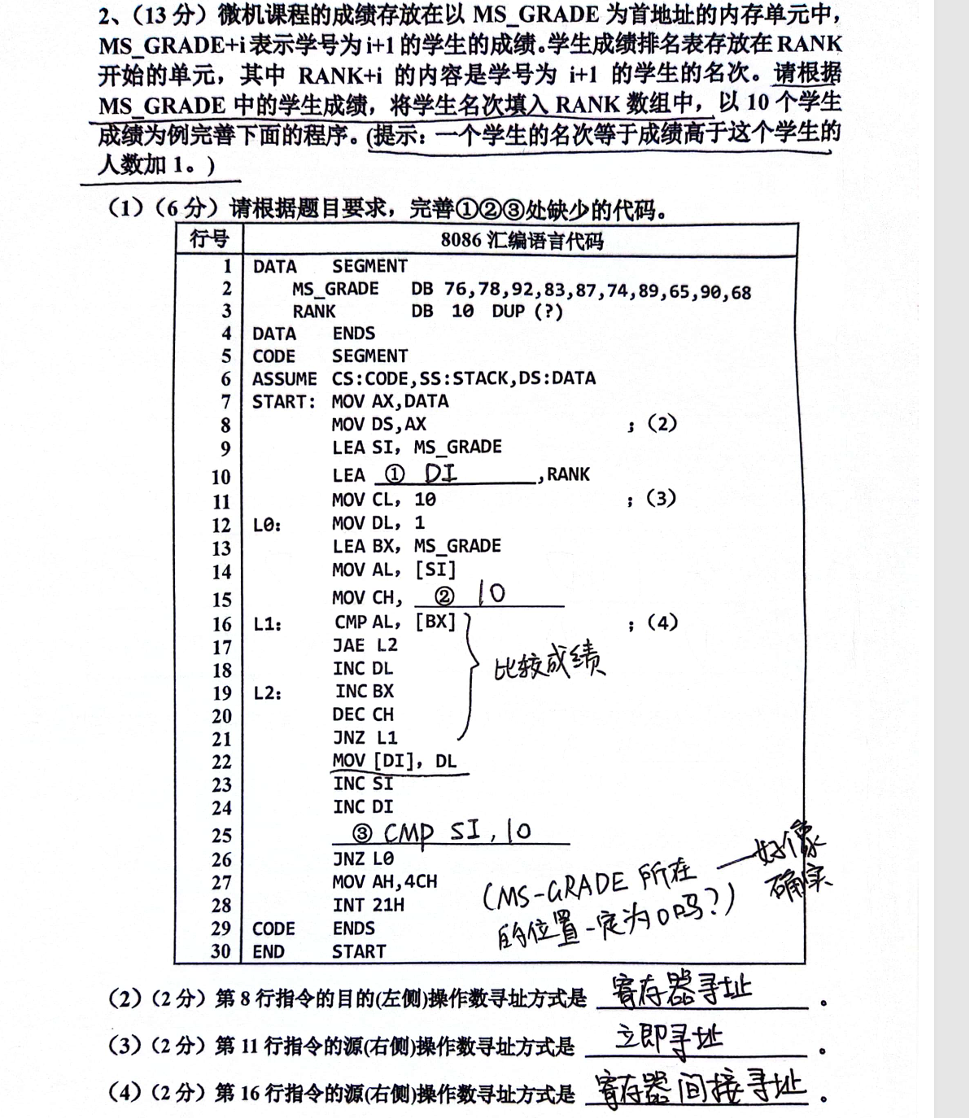 2、（13 分）微机课程的成绩存放在以 MS_GRADE 为首地址的内存单元中，
MS_GRADE+i 表示学号为 i+1 的学生的成绩。学生成绩排名表存放在 RANK
开始的单元，其中 RANK+i 的内容是学号为 i+1 的学生的名次。请根据
MS_GRADE 中的学生成绩，将学生名次填入 RANK 数组中，以 10 个学生
成绩为例完善下面的程序。(提示：一个学生的名次等于成绩高于这个学生的
人数加 1。)
（1）（6 分）请根据题目要求，完善①②③处缺少的代码。
行号 8086 汇编语言代码
1 DATA SEGMENT
2 MS_GRADE DB 76,78,92,83,87,74,89,65,90,68
3 RANK DB 10 DUP (?)
4 DATA ENDS
5 CODE SEGMENT
6 ASSUME CS:CODE,SS:STACK,DS:DATA
7 START: MOV AX,DATA
8 MOV DS,AX ;（2）
9 LEA SI, MS_GRADE
10 LEA ① DI ,RANK
11 MOV CL, 10 ;（3）
12 L0: MOV DL, 1
13 LEA BX, MS_GRADE
14 MOV AL, [SI]
15 MOV CH, ② 10
16 L1: CMP AL, [BX] ;（4）
17 JAE L2
18 INC DL
比较成绩
19 L2: INC BX
20 DEC CH
21 JNZ L1
22 MOV [DI], DL
23 INC SI
24 INC DI
25 ③ CMP SI,10
26 JNZ L0
27 MOV AH,4CH
28 INT 21H
29 CODE ENDS
30 END START
(MS-GRADE 所在
的位置一定为0吗?)
—好像
确实
（2）（2 分）第 8 行指令的目的(左侧)操作数寻址方式是 寄存器寻址 。
（3）（2 分）第 11 行指令的源(右侧)操作数寻址方式是 立即寻址 。
（4）（2 分）第 16 行指令的源(右侧)操作数寻址方式是 寄存器间接寻址 。